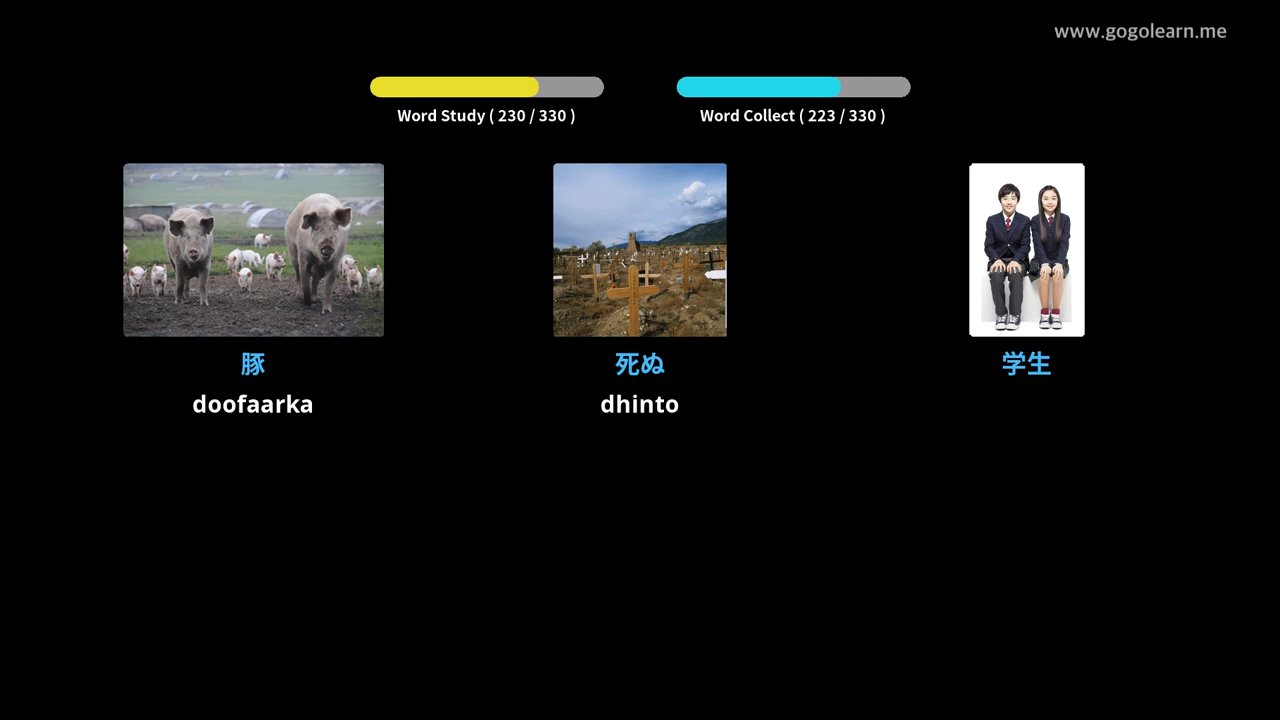 www.gogolearn.me
Word Study ( 230 / 330 )
Word Collect ( 223 / 330 )
豚
死ぬ
学生
doofaarka
dhinto